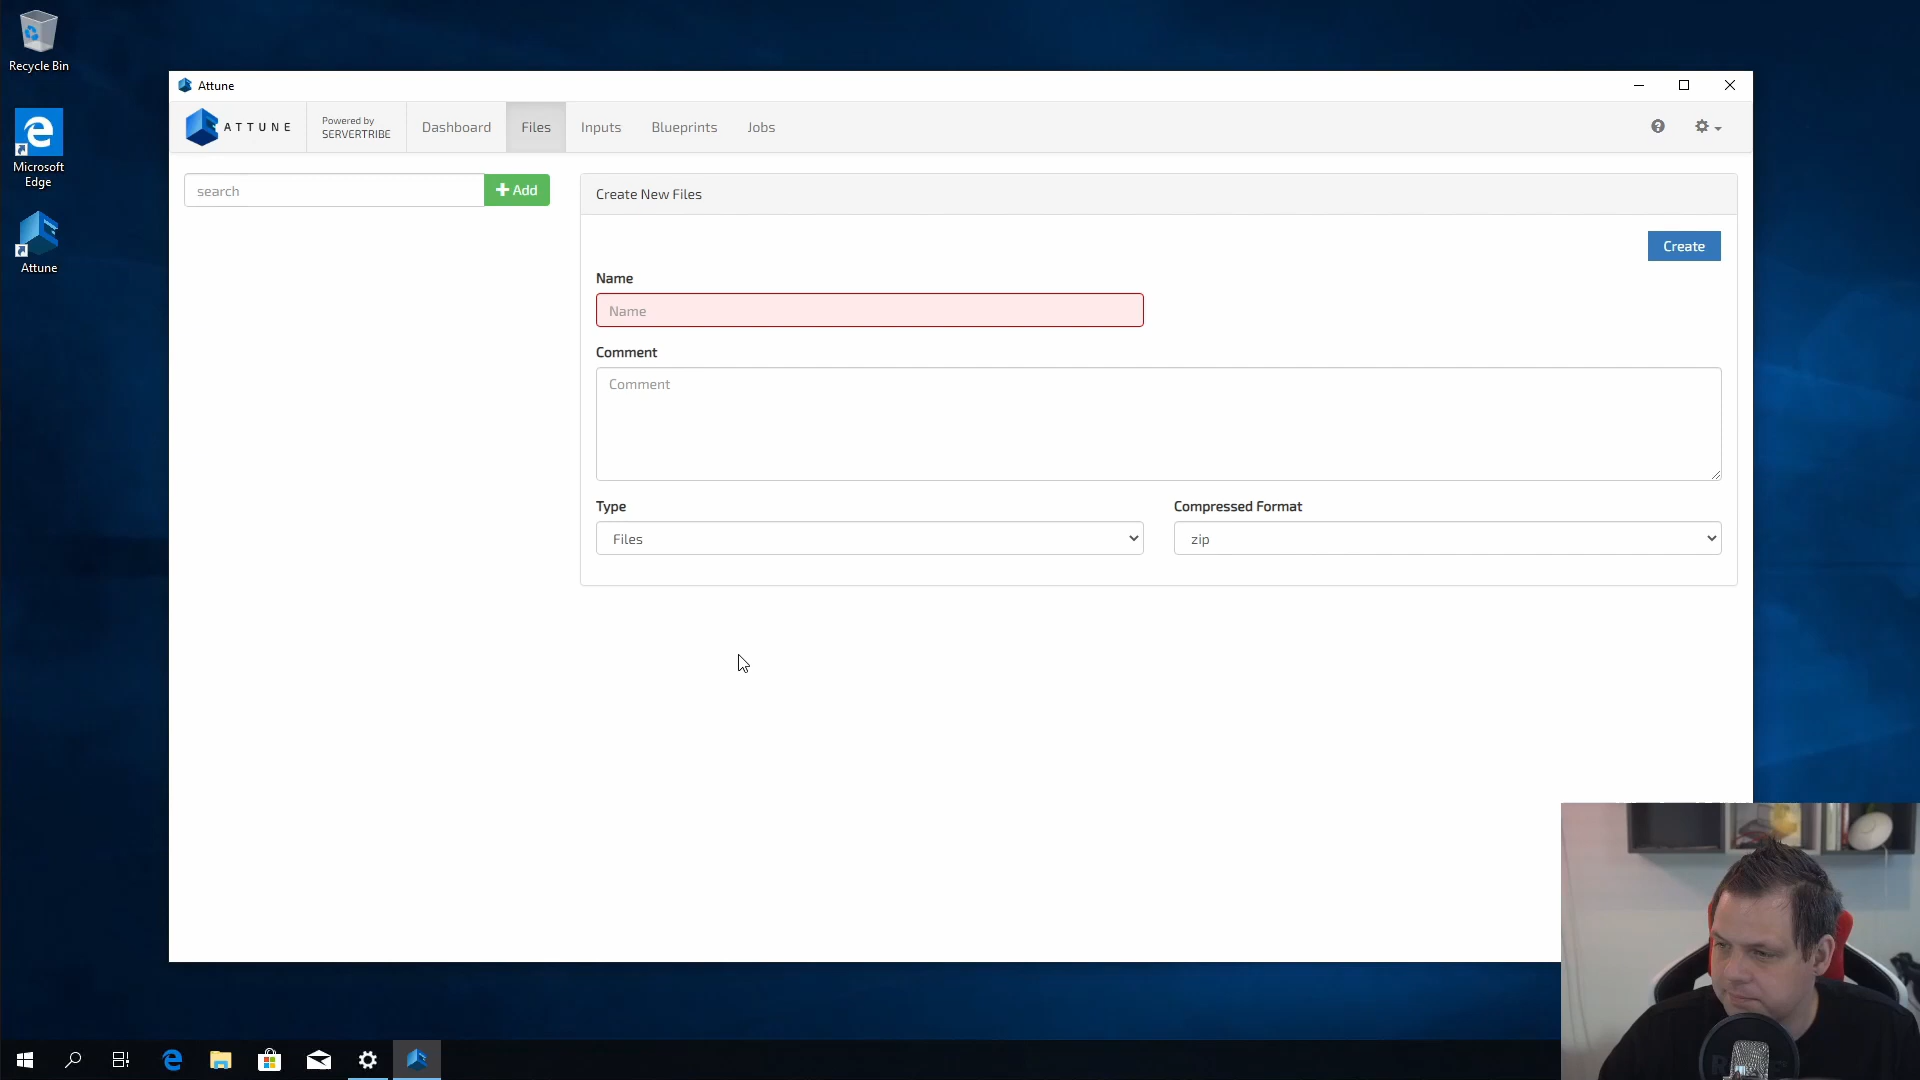 Recycle Bin
Microsoft
Edge
Attune
Attune
ATTUNE
Powered by
SERVERTRIBE
Dashboard
Files
Inputs
Blueprints
Jobs
search
Add
Create New Files
Create
Name
Name
Comment
Comment
Type
Compressed Format
Files
zip